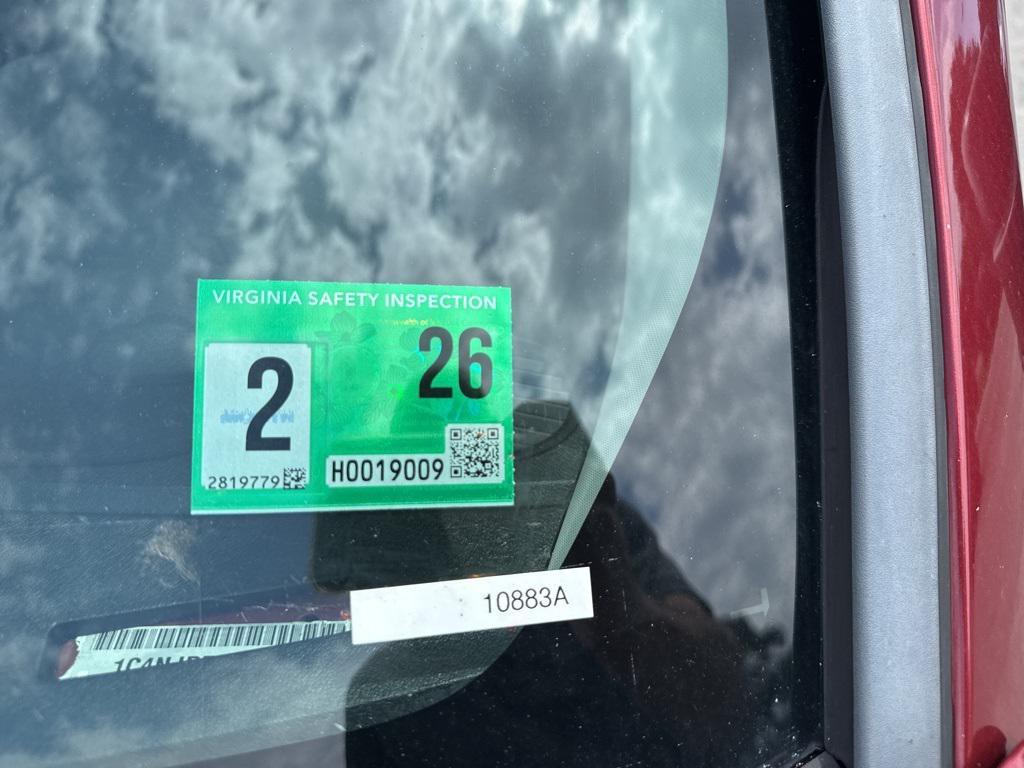 VIRGINIA SAFETY INSPECTION
2 26
2819779 H0019009
10883A